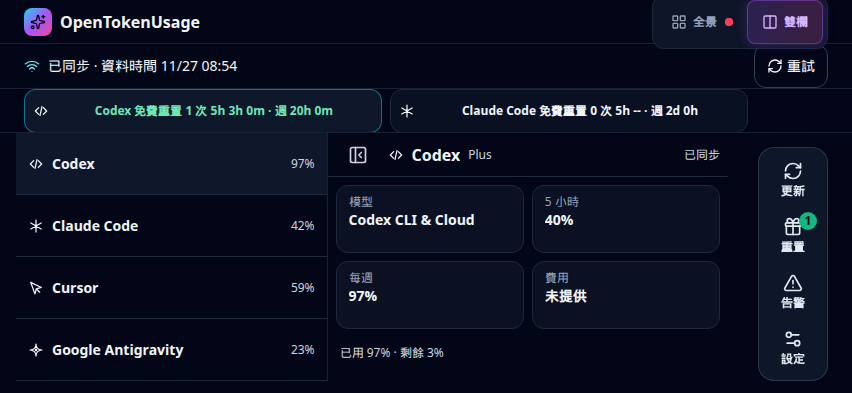 OpenTokenUsage
全景
雙欄
已同步 · 資料時間 11/27 08:54
重試
Codex 免費重置 1 次 5h 3h 0m · 週 20h 0m
Claude Code 免費重置 0 次 5h -- · 週 2d 0h
Codex 97%
Claude Code 42%
Cursor 59%
Google Antigravity 23%
Codex Plus 已同步
模型
Codex CLI & Cloud
5 小時
40%
每週
97%
費用
未提供
已用 97% · 剩餘 3%
更新
1
重置
告警
設定